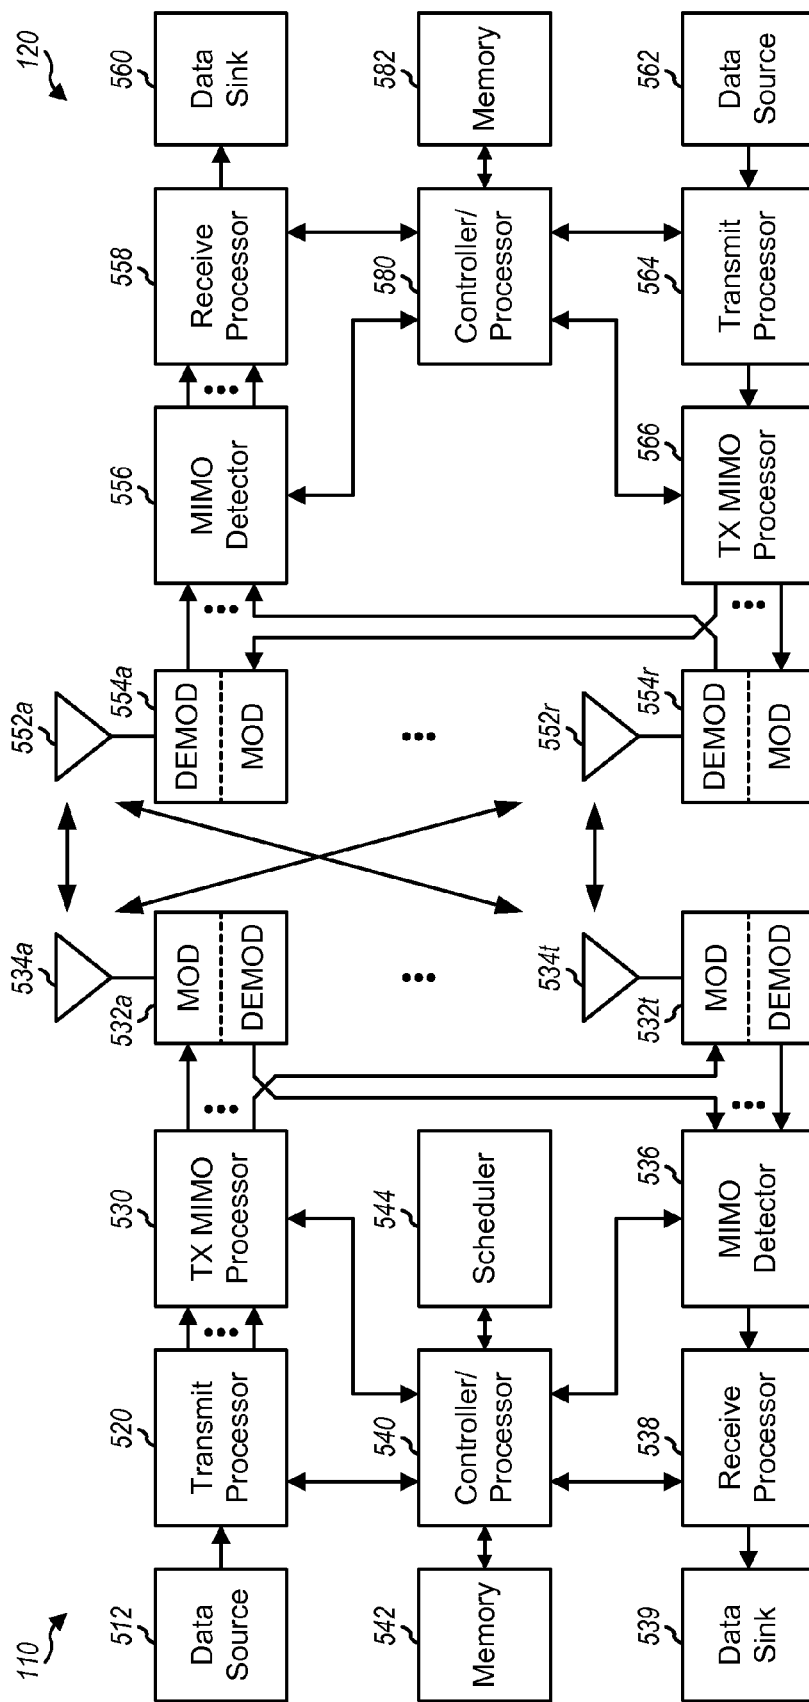 110
120
512
Data
Source
520
Transmit
Processor
530
TX MIMO
Processor
532a
MOD
DEMOD
534a
552a
554a
DEMOD
MOD
556
MIMO
Detector
558
Receive
Processor
560
Data
Sink
542
Memory
540
Controller/
Processor
544
Scheduler
580
Controller/
Processor
582
Memory
539
Data
Sink
538
Receive
Processor
536
MIMO
Detector
532t
MOD
DEMOD
534t
552r
554r
DEMOD
MOD
566
TX MIMO
Processor
564
Transmit
Processor
562
Data
Source